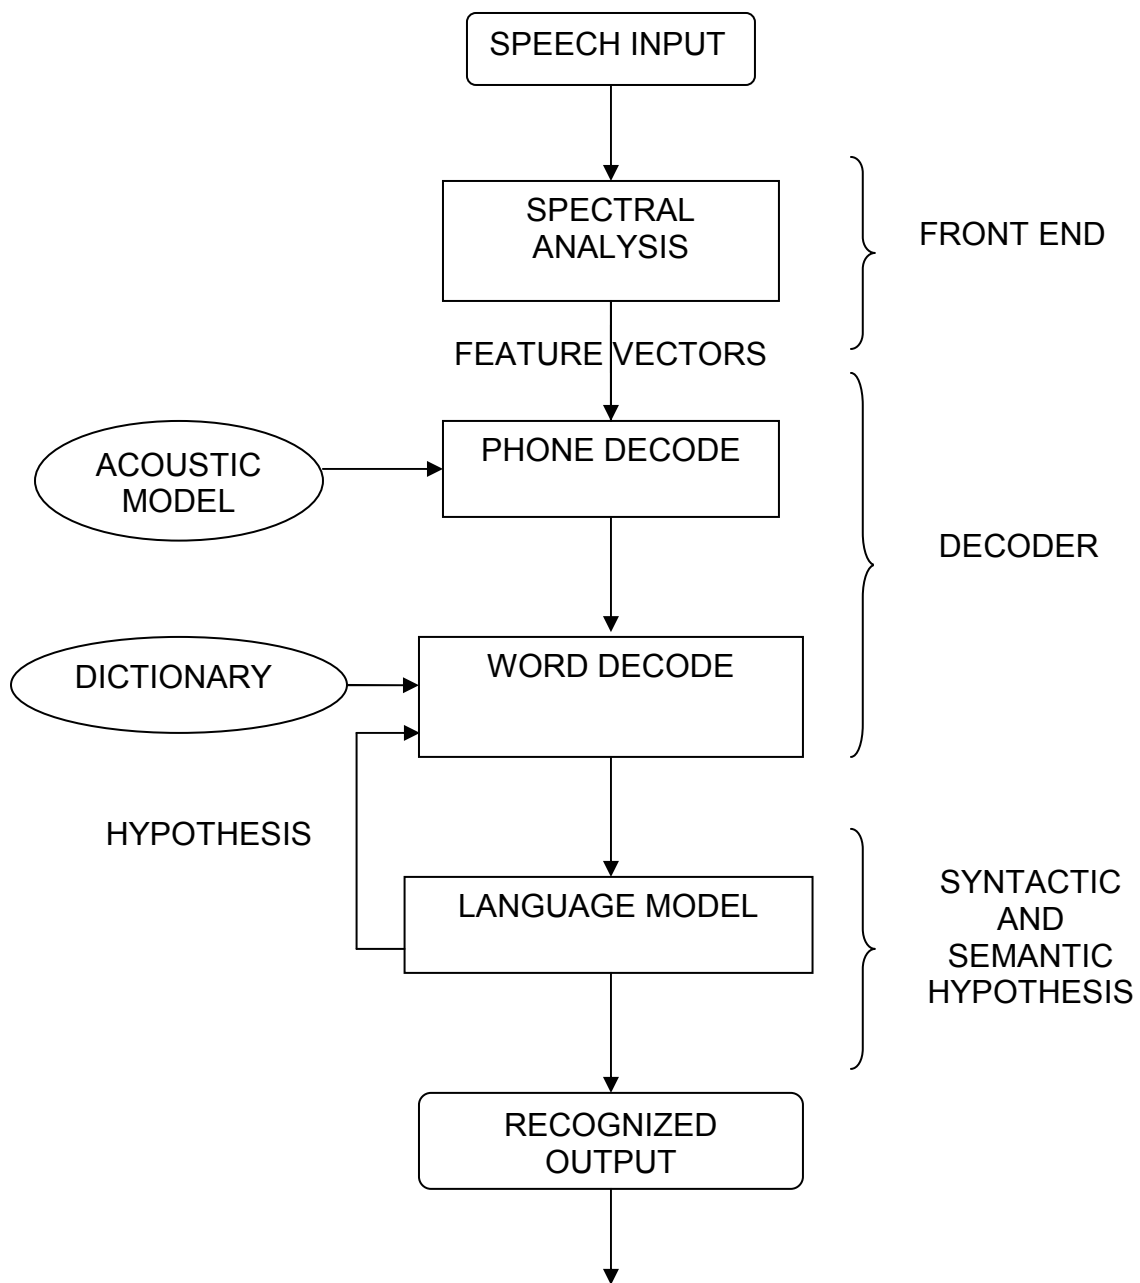 SPEECH INPUT
SPECTRAL
ANALYSIS
FRONT END
FEATURE VECTORS
ACOUSTIC
MODEL
PHONE DECODE
DECODER
DICTIONARY
WORD DECODE
HYPOTHESIS
LANGUAGE MODEL
SYNTACTIC
AND
SEMANTIC
HYPOTHESIS
RECOGNIZED
OUTPUT